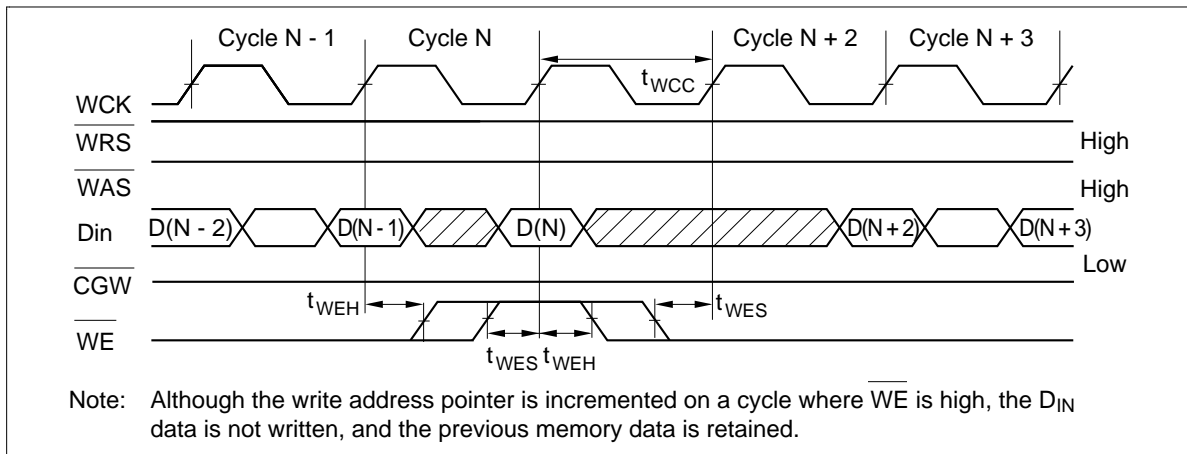 Cycle N - 1 Cycle N Cycle N + 2 Cycle N + 3
tWCC
WCK
WRS High
WAS High
Din D(N - 2) D(N-1) D(N) D(N+2) D(N + 3)
Low
CGW
tWEH tWES
WE
tWES tWEH
Note: Although the write address pointer is incremented on a cycle where WE is high, the DIN
data is not written, and the previous memory data is retained.